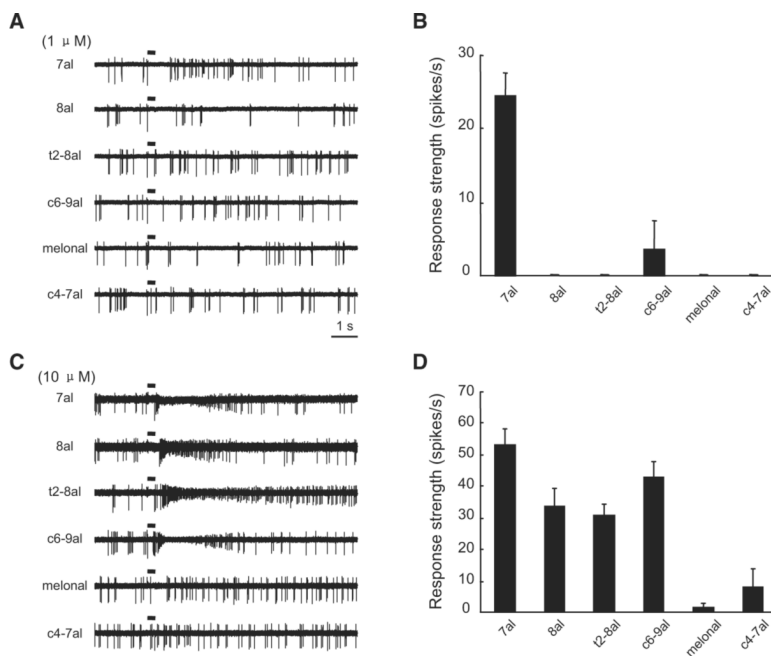 A
(1 μM)
7al
8al
t2-8al
c6-9al
melonal
c4-7al
1 s
B
Response strength (spikes/s)
30
20
10
0
7al
8al
t2-8al
c6-9al
melonal
c4-7al
C
(10 μM)
7al
8al
t2-8al
c6-9al
melonal
c4-7al
D
Response strength (spikes/s)
70
60
50
40
30
20
10
0
7al
8al
t2-8al
c6-9al
melonal
c4-7al